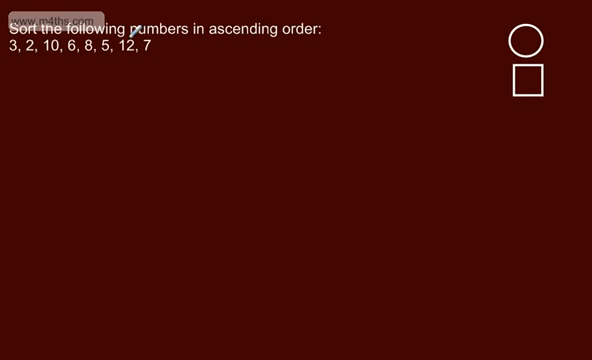 www.m4ths.com
Sort the following numbers in ascending order:
3, 2, 10, 6, 8, 5, 12, 7